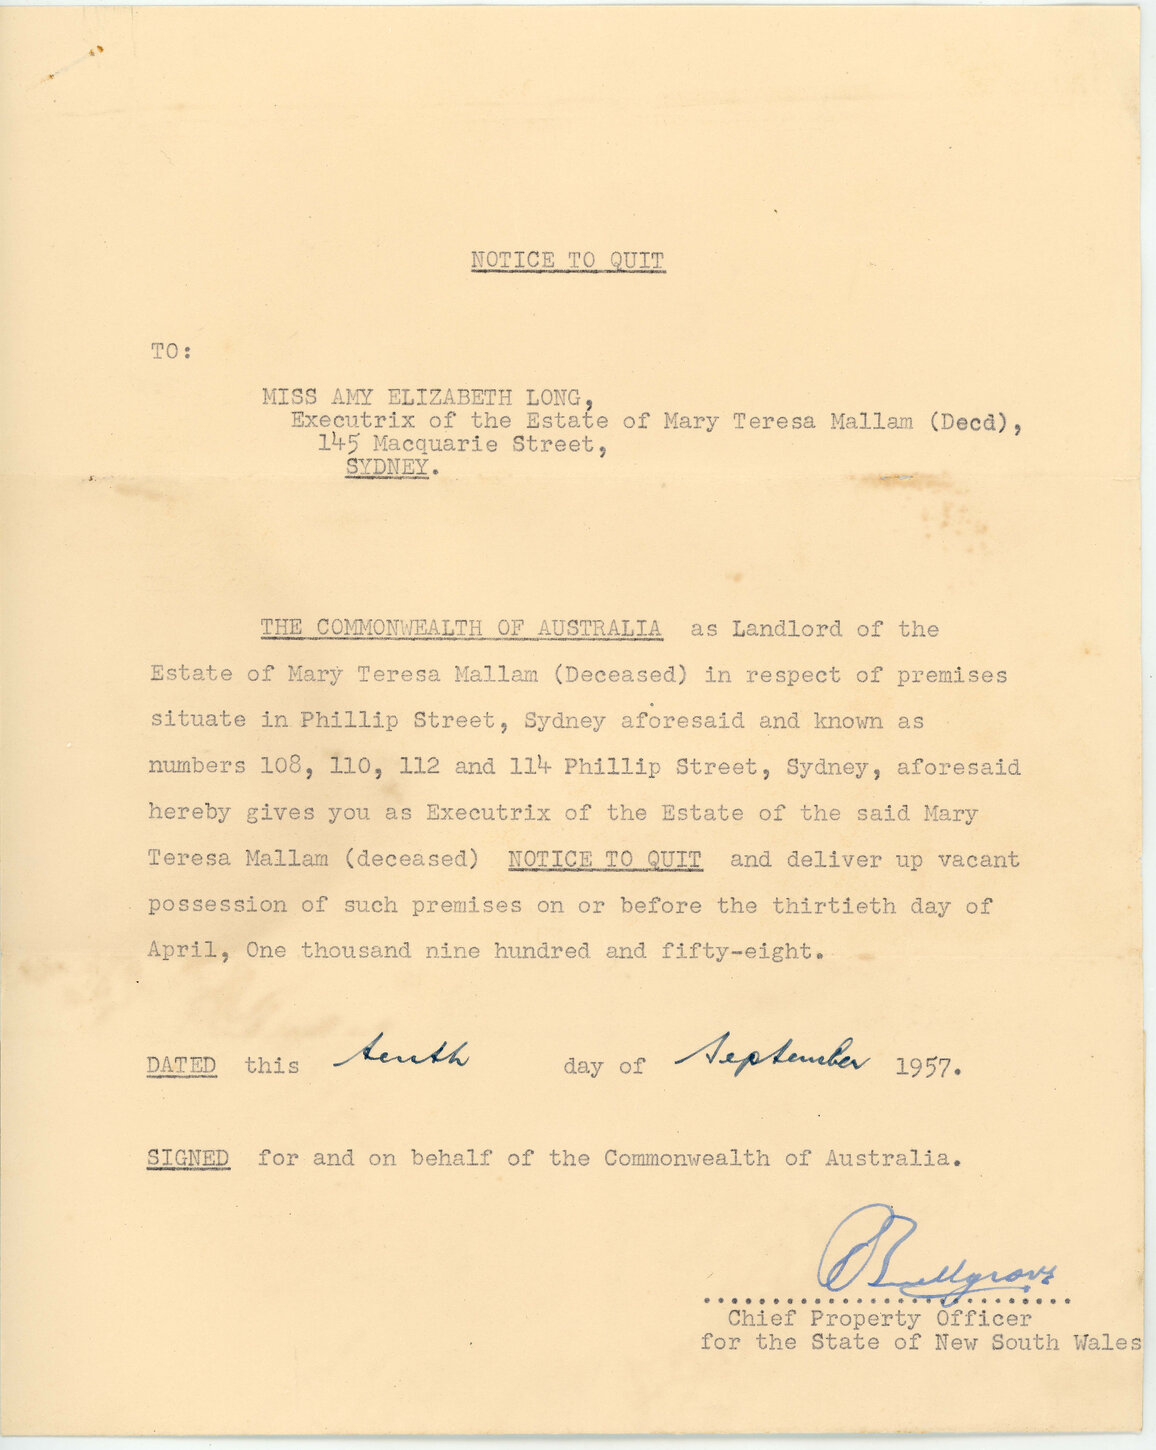 NOTICE TO QUIT
TO:
MISS AMY ELIZABETH LONG,
Executrix of the Estate of Mary Teresa Mallam (Decd),
145 Macquarie Street,
SYDNEY.
THE COMMONWEALTH OF AUSTRALIA as Landlord of the
Estate of Mary Teresa Mallam (Deceased) in respect of premises
situate in Phillip Street, Sydney aforesaid and known as
numbers 108, 110, 112 and 114 Phillip Street, Sydney, aforesaid
hereby gives you as Executrix of the Estate of the said Mary
Teresa Mallam (deceased) NOTICE TO QUIT and deliver up vacant
possession of such premises on or before the thirtieth day of
April, One thousand nine hundred and fifty-eight.
DATED this tenth day of September 1957.
SIGNED for and on behalf of the Commonwealth of Australia.
Chief Property Officer
for the State of New South Wales